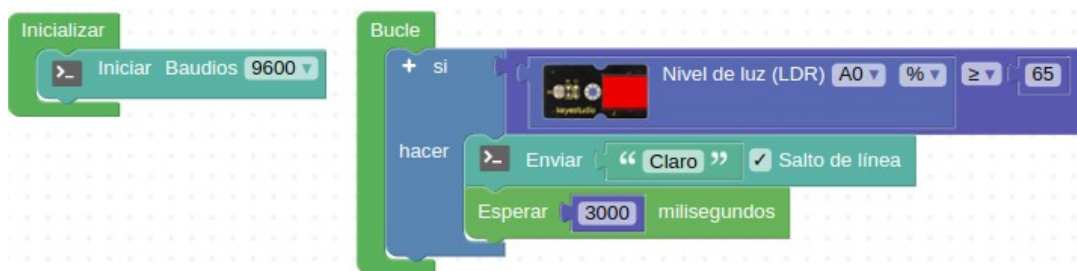 Inicializar
Iniciar Baudios 9600
Bucle
+ si
Nivel de luz (LDR) A0 % ≥ 65
keyestudio
hacer
Enviar “ Claro ” ✓ Salto de línea
Esperar 3000 milisegundos